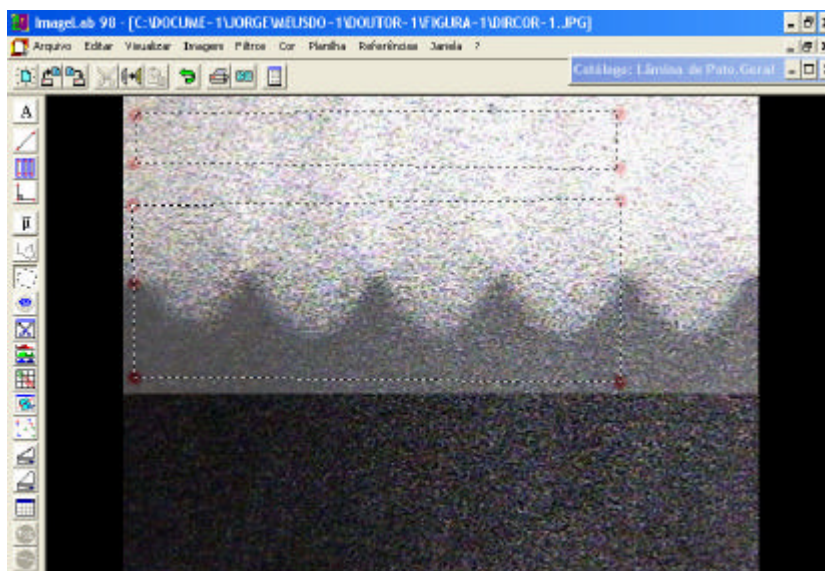 ImageLab 98 - [C:\DOCUME~1\JORGE\MEUSDO~1\DOUTOR~1\FIGURA~1\DIRCOR~1.JPG]
Arquivo Editar Visualizar Imagem Filtros Cor Planilha Referências Janela ?
Catálogo: Lâmina de Pato.Geral
A
μ